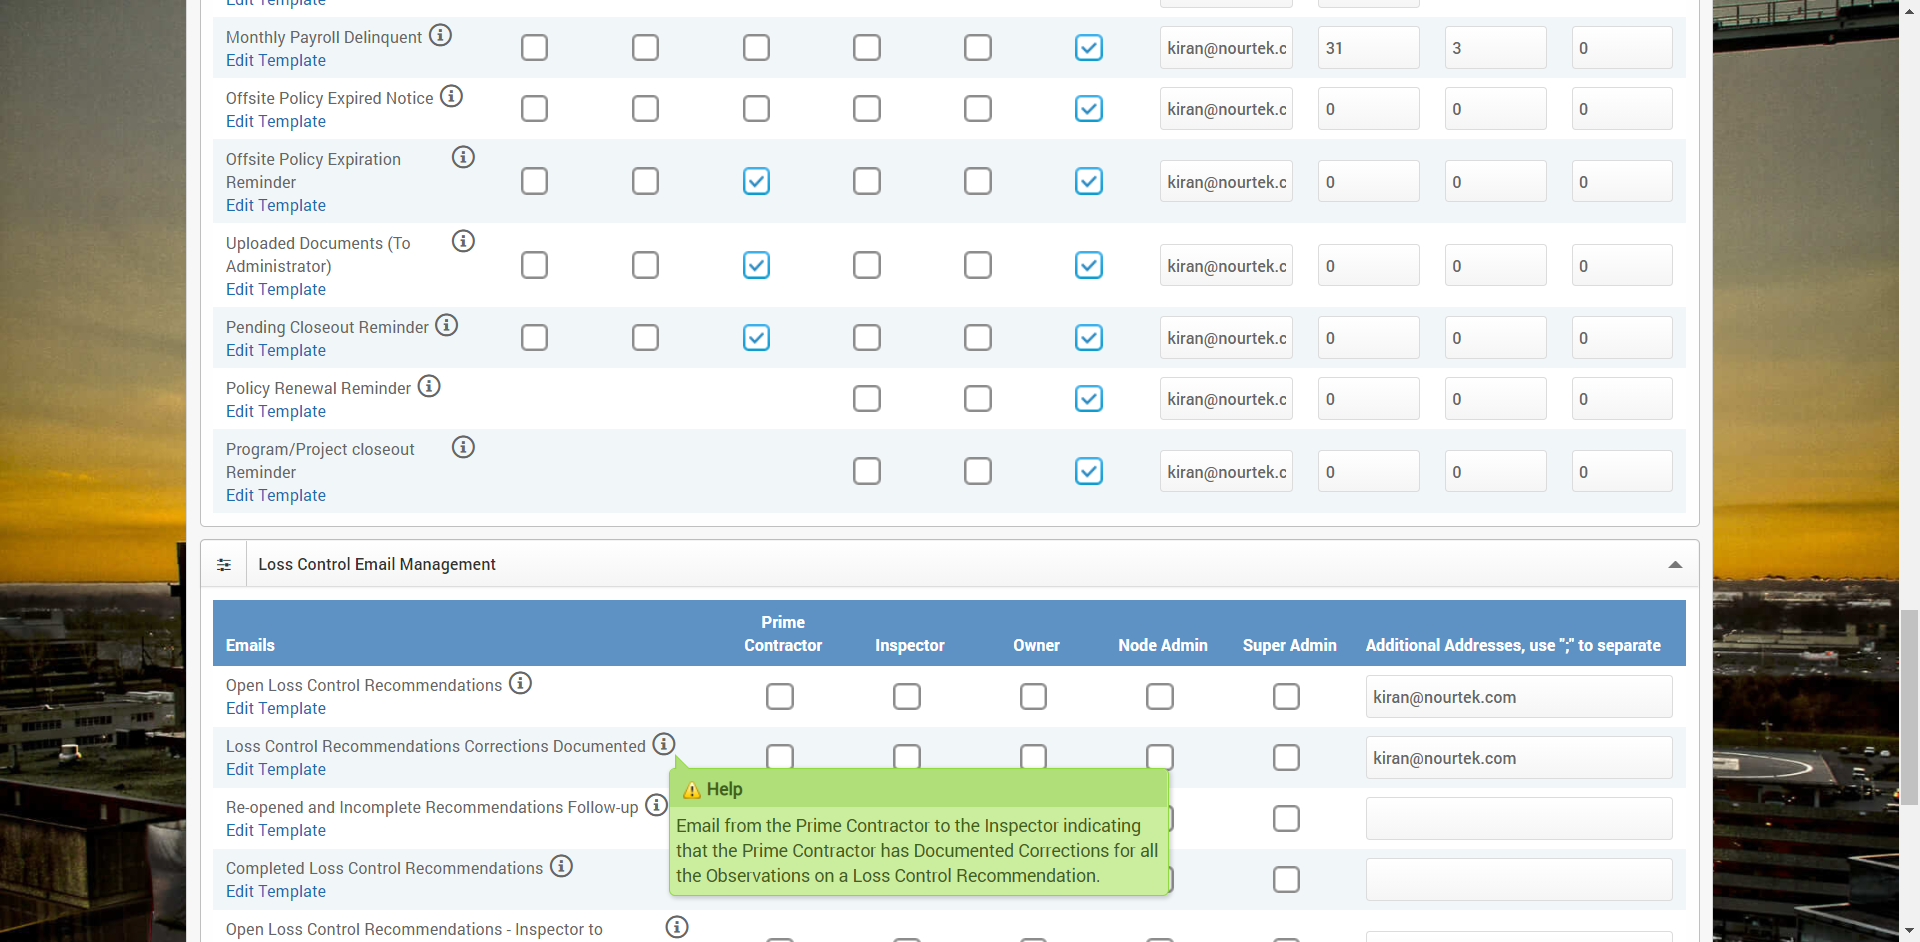 Edit Template
Monthly Payroll Delinquent
Edit Template
kiran@nourtek.c 31 3 0
Offsite Policy Expired Notice
Edit Template
kiran@nourtek.c 0 0 0
Offsite Policy Expiration
Reminder
Edit Template
kiran@nourtek.c 0 0 0
Uploaded Documents (To
Administrator)
Edit Template
kiran@nourtek.c 0 0 0
Pending Closeout Reminder
Edit Template
kiran@nourtek.c 0 0 0
Policy Renewal Reminder
Edit Template
kiran@nourtek.c 0 0 0
Program/Project closeout
Reminder
Edit Template
kiran@nourtek.c 0 0 0
Loss Control Email Management
Emails Prime Contractor Inspector Owner Node Admin Super Admin Additional Addresses, use ";" to separate
Open Loss Control Recommendations
Edit Template
kiran@nourtek.com
Loss Control Recommendations Corrections Documented
Edit Template
kiran@nourtek.com
Help
Email from the Prime Contractor to the Inspector indicating
that the Prime Contractor has Documented Corrections for all
the Observations on a Loss Control Recommendation.
Re-opened and Incomplete Recommendations Follow-up
Edit Template
Completed Loss Control Recommendations
Edit Template
Open Loss Control Recommendations - Inspector to